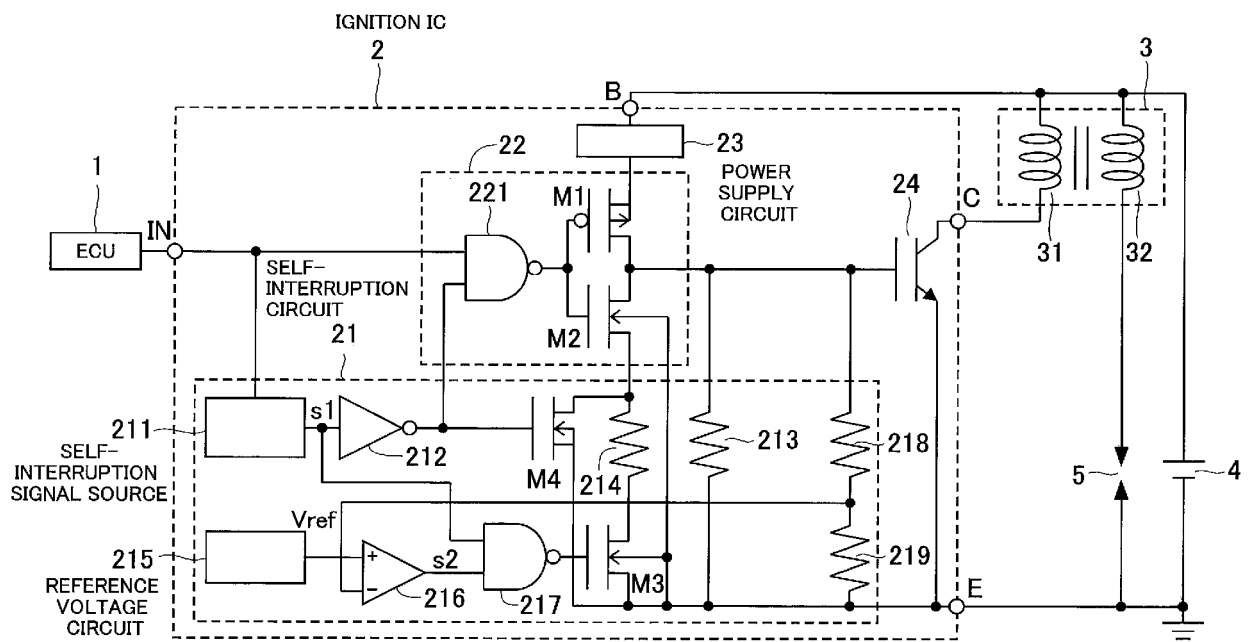 IGNITION IC
2
3
B
23
22
POWER
SUPPLY
CIRCUIT
24
1
221
M1
C
IN
ECU
31
32
SELF-
INTERRUPTION
CIRCUIT
M2
21
s1
211
212
M4
214
213
218
SELF-
INTERRUPTION
SIGNAL SOURCE
5
4
Vref
215
+
s2
219
-
216
217
M3
REFERENCE
VOLTAGE
CIRCUIT
E